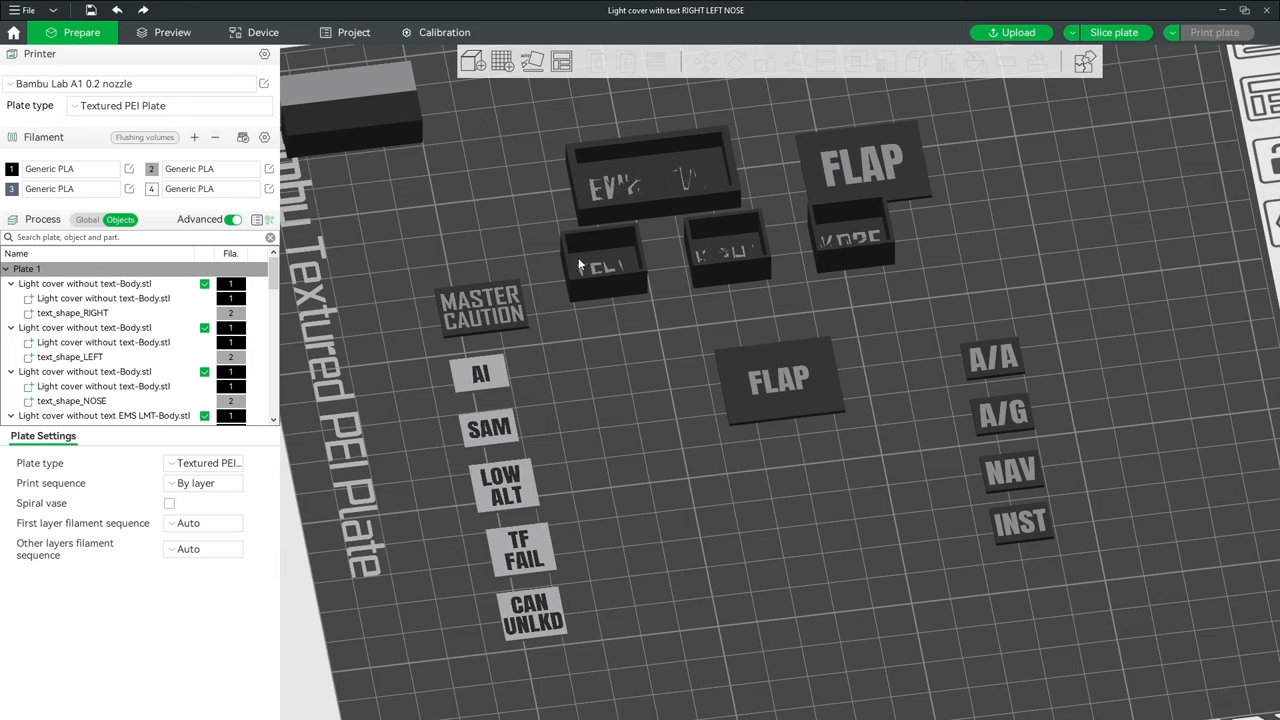 File
Light cover with text RIGHT LEFT NOSE
Prepare
Preview
Device
Project
Calibration
Upload
Slice plate
Print plate
Printer
Bambu Lab A1 0.2 nozzle
Plate type
Textured PEI Plate
Filament
Flushing volumes
1 Generic PLA
2 Generic PLA
3 Generic PLA
4 Generic PLA
Process Global Objects Advanced
Search plate, object and part.
Name Fila.
Plate 1
Light cover without text-Body.stl 1
Light cover without text-Body.stl 1
text_shape_RIGHT 2
Light cover without text-Body.stl 1
Light cover without text-Body.stl 1
text_shape_LEFT 2
Light cover without text-Body.stl 1
Light cover without text-Body.stl 1
text_shape_NOSE 2
Light cover without text EMS LMT-Body.stl 1
Plate Settings
Plate type Textured PEI...
Print sequence By layer
Spiral vase
First layer filament sequence Auto
Other layers filament
sequence Auto
Textured PEI Plate
FLAP
MASTER
CAUTION
AI
SAM
LOW
ALT
TF
FAIL
CAN
UNLKD
FLAP
A/A
A/G
NAV
INST